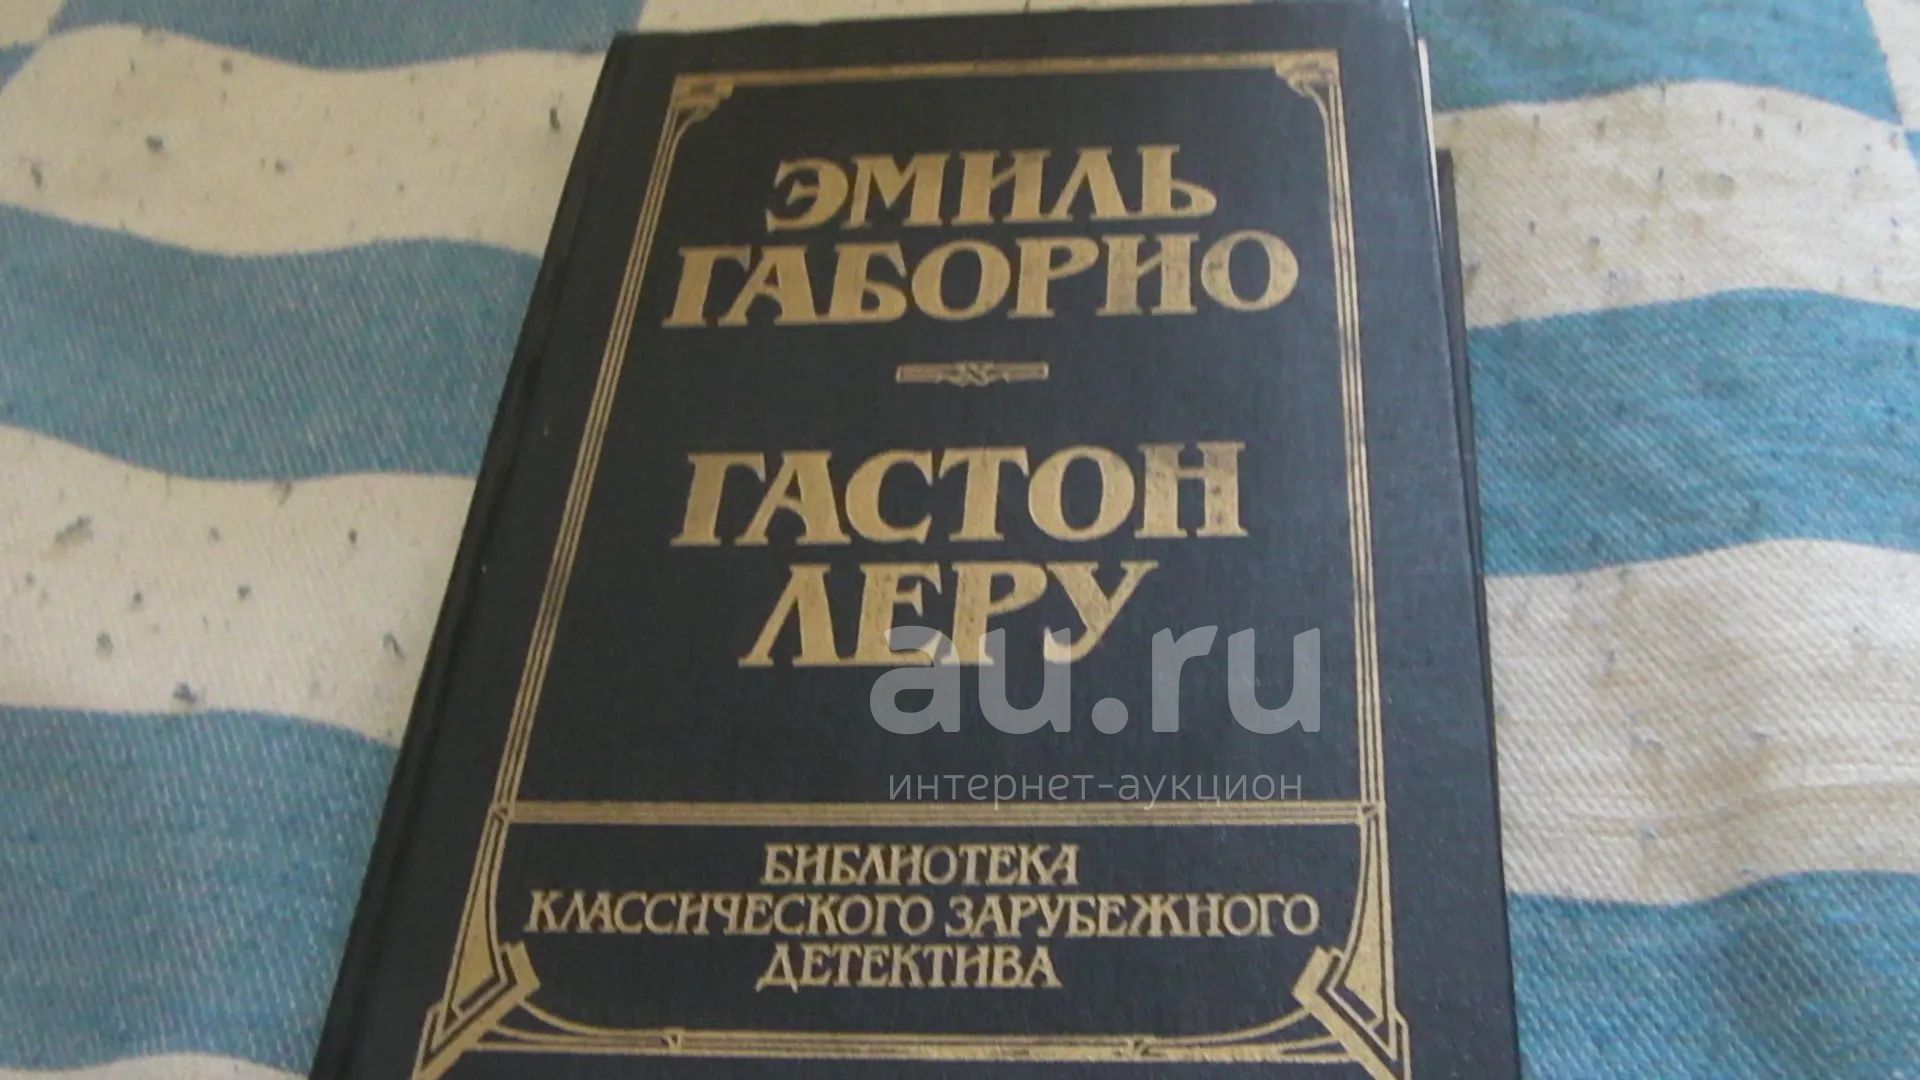 ЭМИЛЬ
ГАБОРИО
ГАСТОН
ЛЕРУ
au.ru
интернет-аукцион
БИБЛИОТЕКА
КЛАССИЧЕСКОГО ЗАРУБЕЖНОГО
ДЕТЕКТИВА